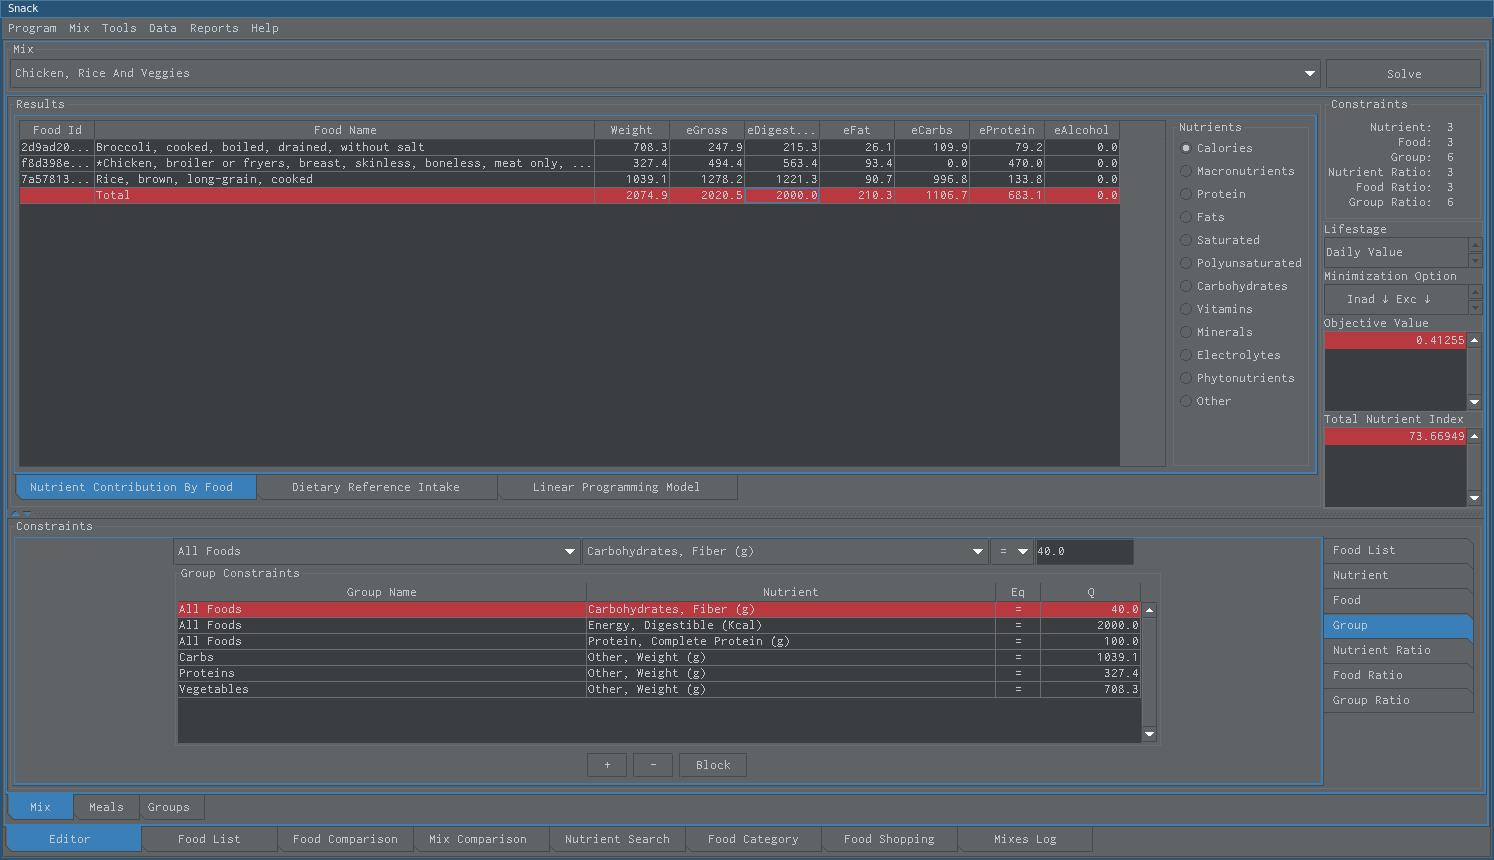 Snack
Program Mix Tools Data Reports Help
Mix
Chicken, Rice And Veggies
Solve
Results
Food Id Food Name Weight eGross eDigest... eFat eCarbs eProtein eAlcohol
2d9ad20... Broccoli, cooked, boiled, drained, without salt 708.3 247.9 215.3 26.1 109.9 79.2 0.0
f8d398e... *Chicken, broiler or fryers, breast, skinless, boneless, meat only, ... 327.4 494.4 563.4 93.4 0.0 470.0 0.0
7a57813... Rice, brown, long-grain, cooked 1039.1 1278.2 1221.3 90.7 996.8 133.8 0.0
Total 2074.9 2020.5 2000.0 210.3 1106.7 683.1 0.0
Nutrients
Calories
Macronutrients
Protein
Fats
Saturated
Polyunsaturated
Carbohydrates
Vitamins
Minerals
Electrolytes
Phytonutrients
Other
Constraints
Nutrient: 3
Food: 3
Group: 6
Nutrient Ratio: 3
Food Ratio: 3
Group Ratio: 6
Lifestage
Daily Value
Minimization Option
Inad ↓ Exc ↓
Objective Value
0.41255
Total Nutrient Index
73.66949
Nutrient Contribution By Food Dietary Reference Intake Linear Programming Model
Constraints
All Foods Carbohydrates, Fiber (g) = 40.0
Group Constraints
Group Name Nutrient Eq Q
All Foods Carbohydrates, Fiber (g) = 40.0
All Foods Energy, Digestible (Kcal) = 2000.0
All Foods Protein, Complete Protein (g) = 100.0
Carbs Other, Weight (g) = 1039.1
Proteins Other, Weight (g) = 327.4
Vegetables Other, Weight (g) = 708.3
+ - Block
Food List
Nutrient
Food
Group
Nutrient Ratio
Food Ratio
Group Ratio
Mix Meals Groups
Editor Food List Food Comparison Mix Comparison Nutrient Search Food Category Food Shopping Mixes Log